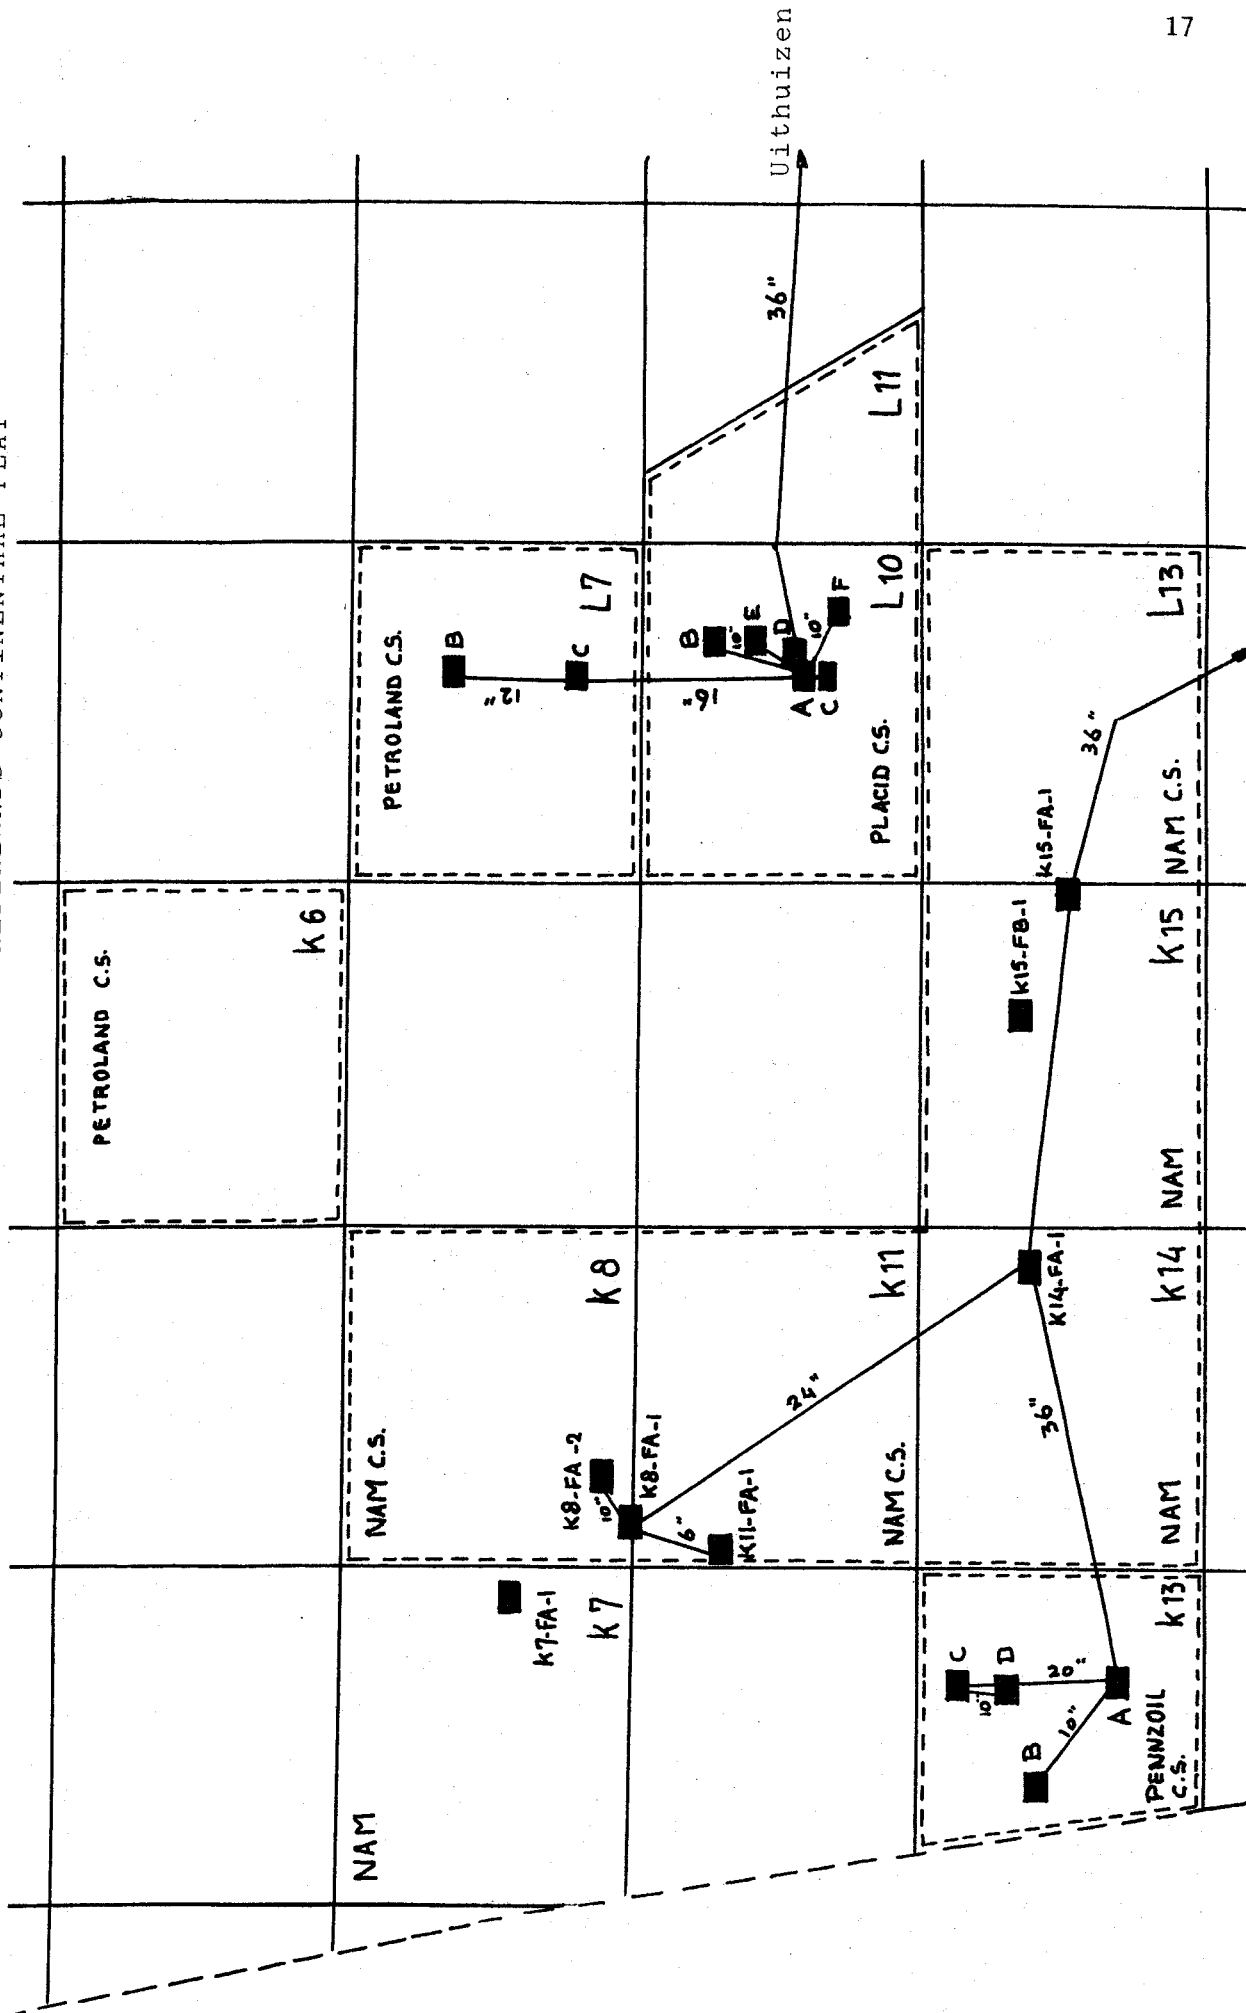 17
Uithuizen
PETROLAND C.S.
k6
PETROLAND C.S.
B
12"
C
L7
16"
B
10"
E
D
10"
F
A
C
PLACID C.S.
L10
L11
36"
NAM C.S.
k8
K8-FA-2
10"
K8-FA-1
6"
K11-FA-1
24"
NAM C.S.
k11
NAM
K7-FA-1
k7
C
10"
D
20"
B
10"
A
PENNZOIL
C.S.
k13
36"
K14-FA-1
NAM
k14
K15-FB-1
K15-FA-1
NAM
k15
36"
NAM C.S.
L13